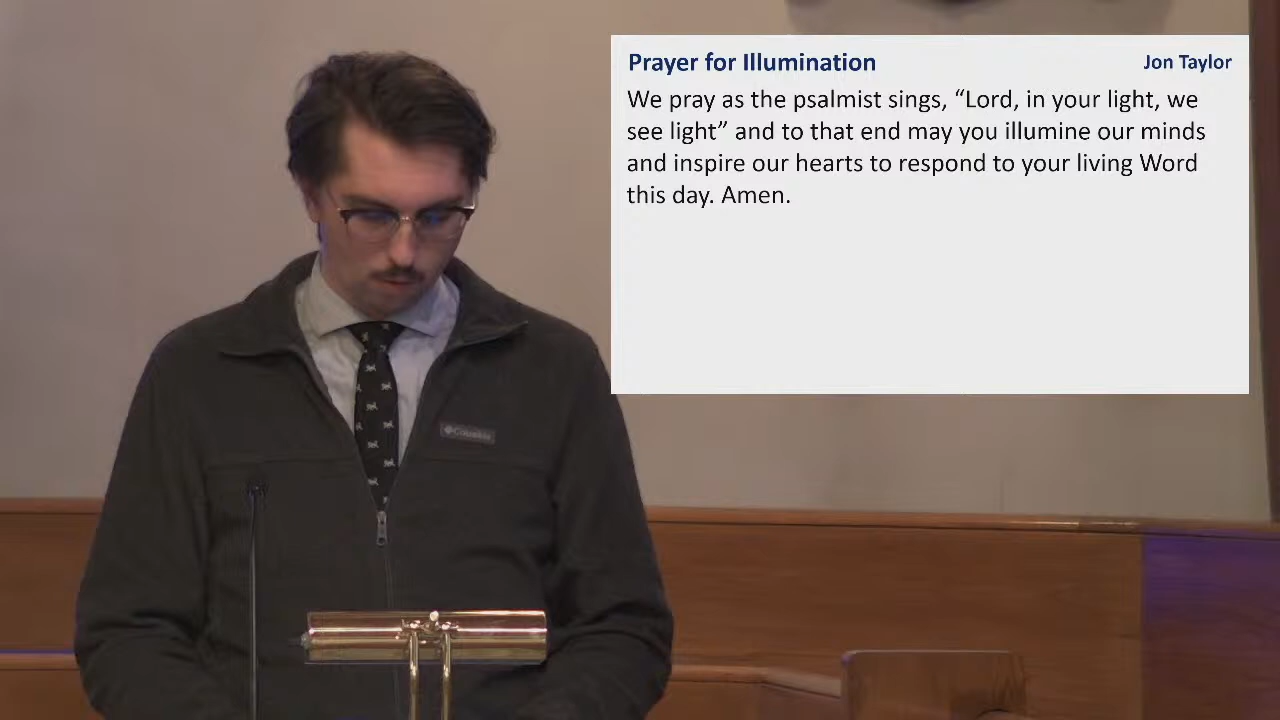 Prayer for Illumination
Jon Taylor
We pray as the psalmist sings, “Lord, in your light, we
see light” and to that end may you illumine our minds
and inspire our hearts to respond to your living Word
this day. Amen.
Columbia